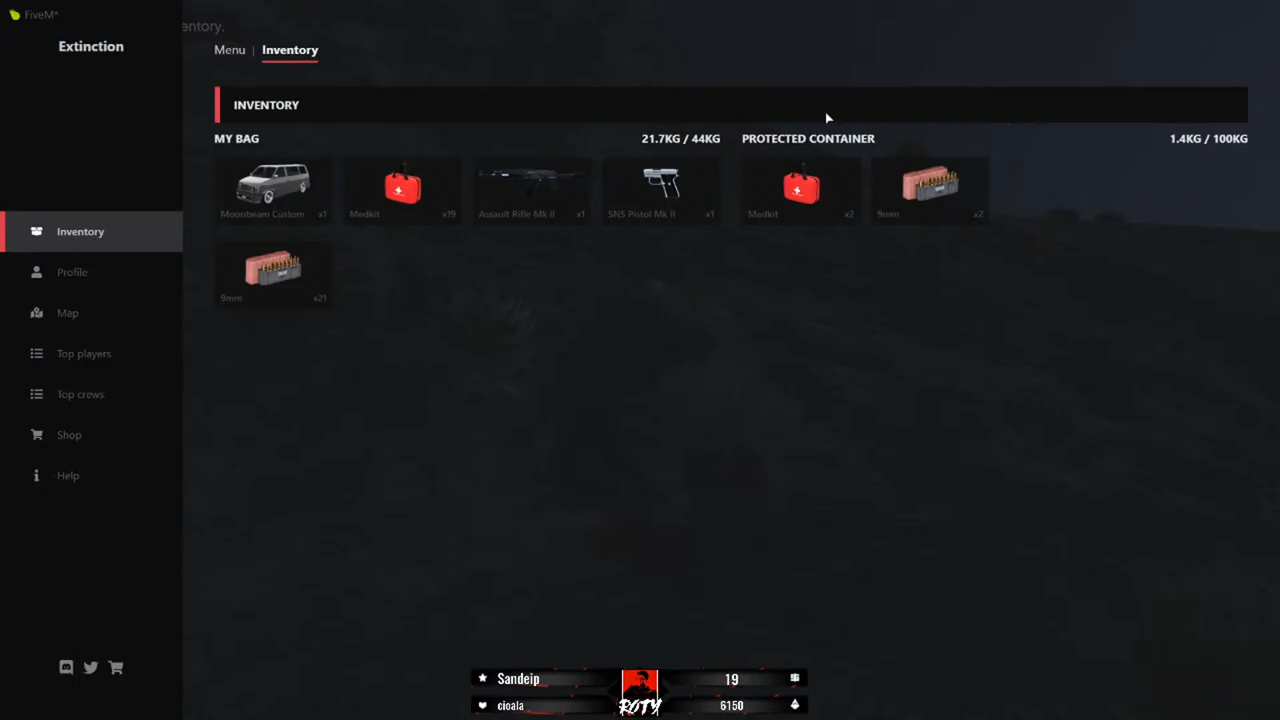 FiveM*
entory.
Extinction
Menu | Inventory
INVENTORY
MY BAG 21.7KG / 44KG PROTECTED CONTAINER 1.4KG / 100KG
Moonbeam Custom x1 Medkit x19 Assault Rifle Mk II x1 SNS Pistol Mk II x1 Medkit x2 9mm x2
9mm x21
Inventory
Profile
Map
Top players
Top crews
Shop
Help
Sandeip 19
cioala 6150
ROTY